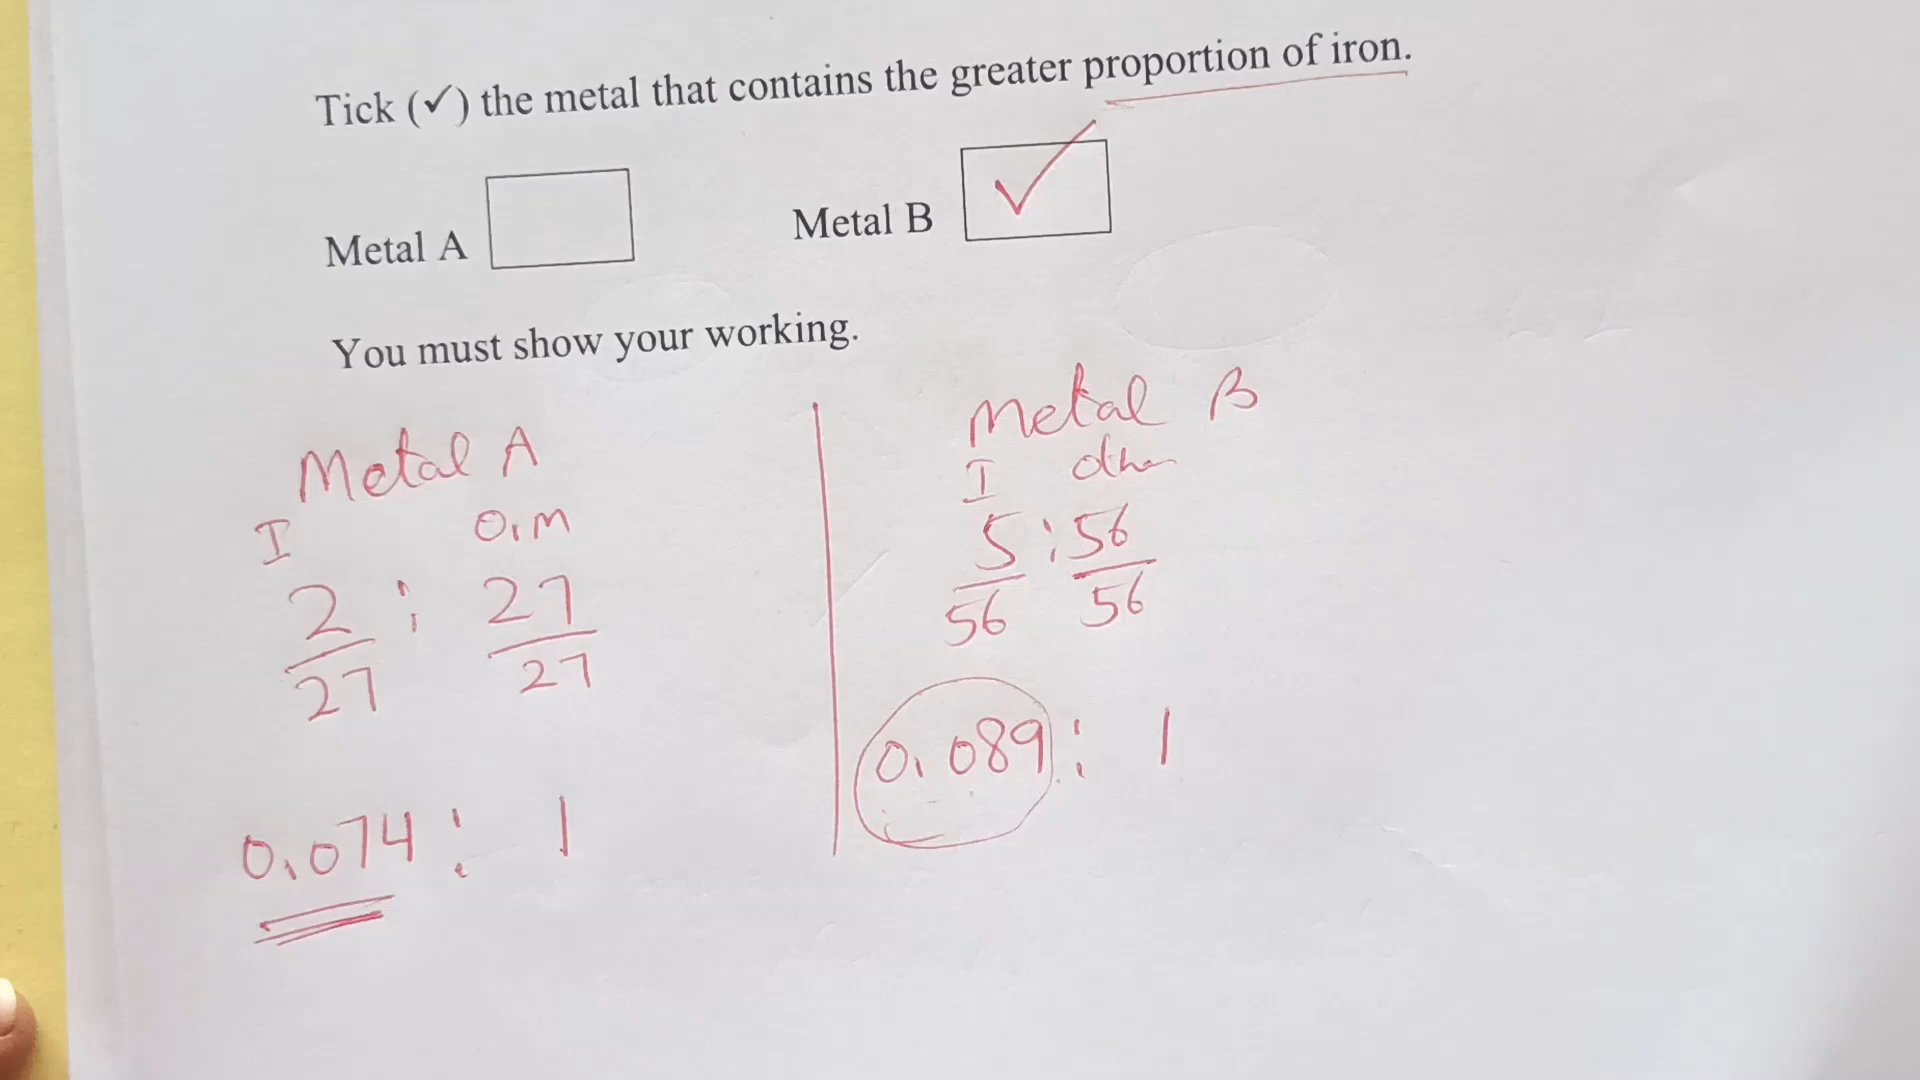 Tick (✓) the metal that contains the greater proportion of iron.
Metal A
Metal B ✓
You must show your working.
Metal A
I O.M
2 : 27
27 27
0.074 : 1
Metal B
I other
5 : 56
56 56
0.089 : 1